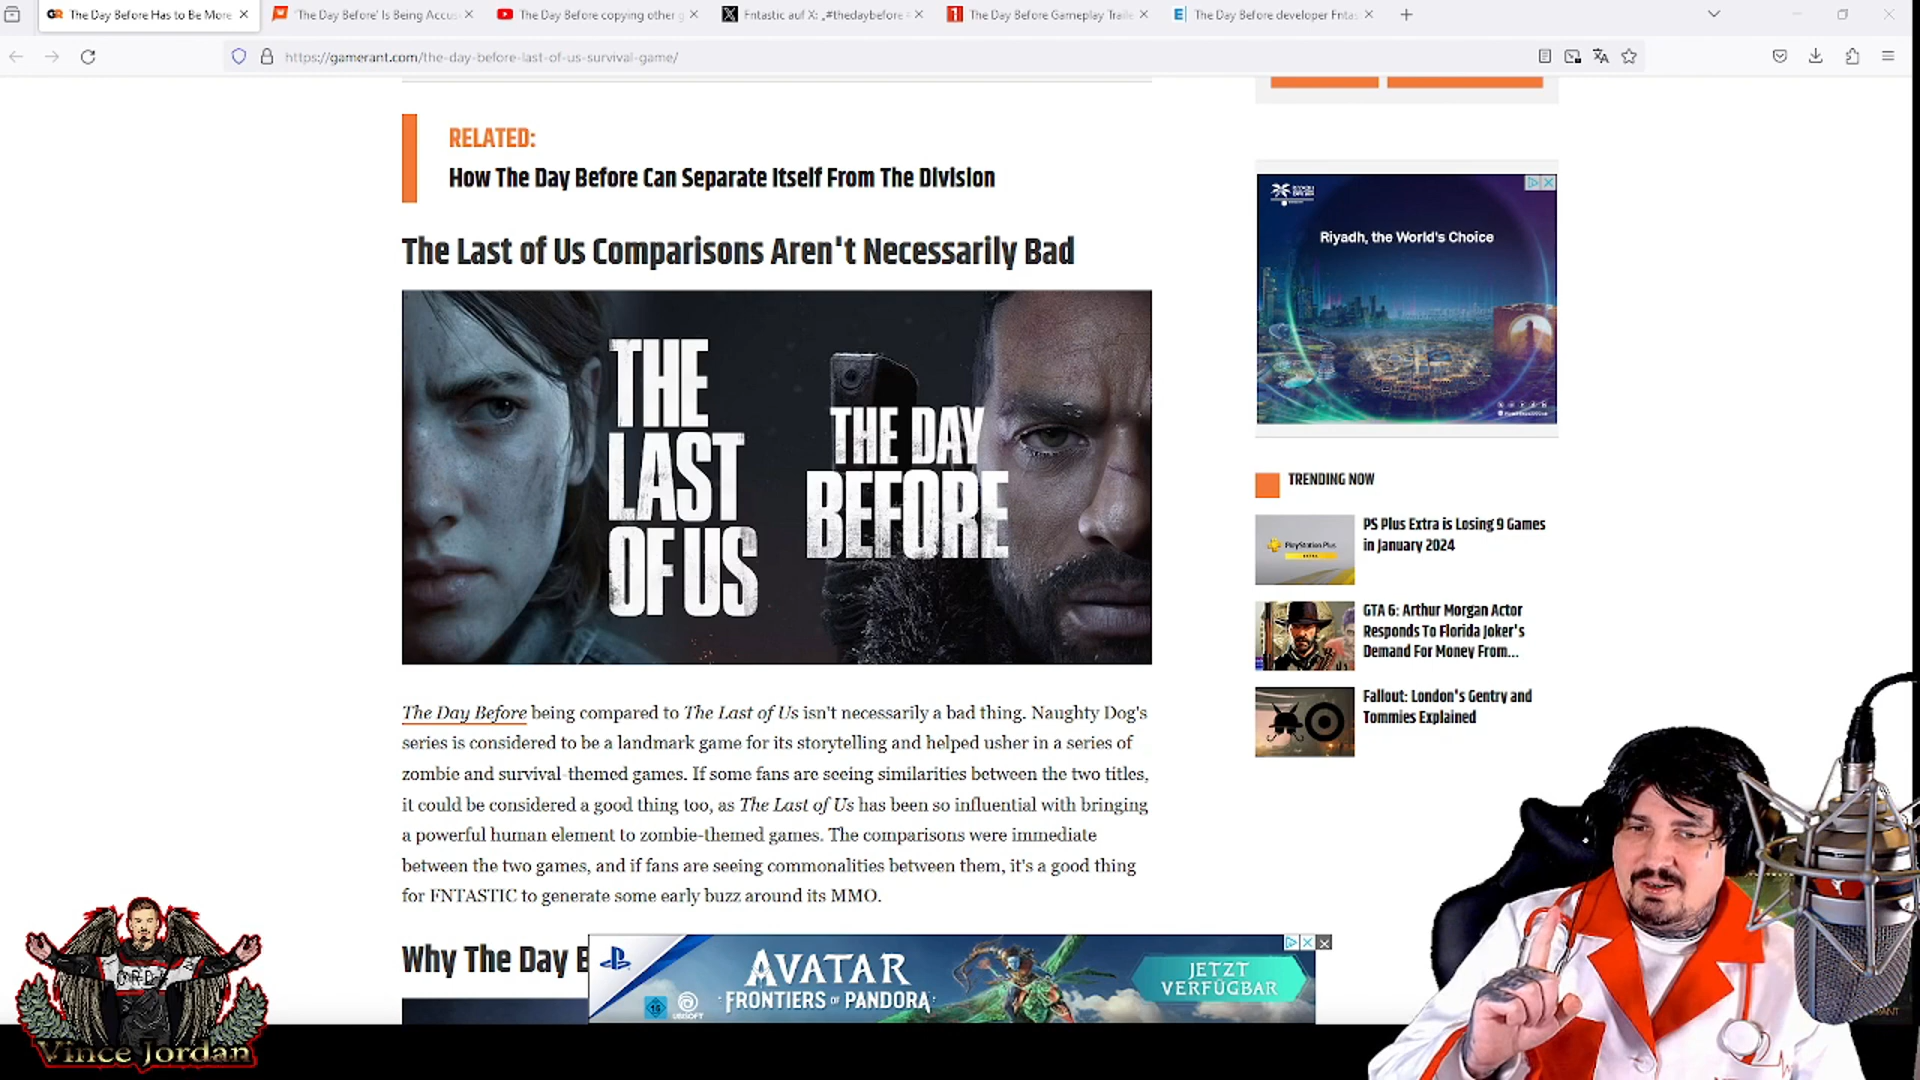 The Day Before Has to Be More
'The Day Before' Is Being Accus
The Day Before copying other g
Fntastic auf X: „#thedaybefore
The Day Before Gameplay Traile
The Day Before developer Fntas
https://gamerant.com/the-day-before-last-of-us-survival-game/
RELATED:
How The Day Before Can Separate Itself From The Division
The Last of Us Comparisons Aren't Necessarily Bad
THE
LAST
OF US
THE DAY
BEFORE
The Day Before being compared to The Last of Us isn't necessarily a bad thing. Naughty Dog's
series is considered to be a landmark game for its storytelling and helped usher in a series of
zombie and survival-themed games. If some fans are seeing similarities between the two titles,
it could be considered a good thing too, as The Last of Us has been so influential with bringing
a powerful human element to zombie-themed games. The comparisons were immediate
between the two games, and if fans are seeing commonalities between them, it's a good thing
for FNTASTIC to generate some early buzz around its MMO.
Why The Day B
Riyadh, the World's Choice
TRENDING NOW
PlayStation Plus
PS Plus Extra is Losing 9 Games
in January 2024
GTA 6: Arthur Morgan Actor
Responds To Florida Joker's
Demand For Money From...
Fallout: London's Gentry and
Tommies Explained
AVATAR
FRONTIERS OF PANDORA
16
UBISOFT
JETZT
VERFÜGBAR
Vince Jordan